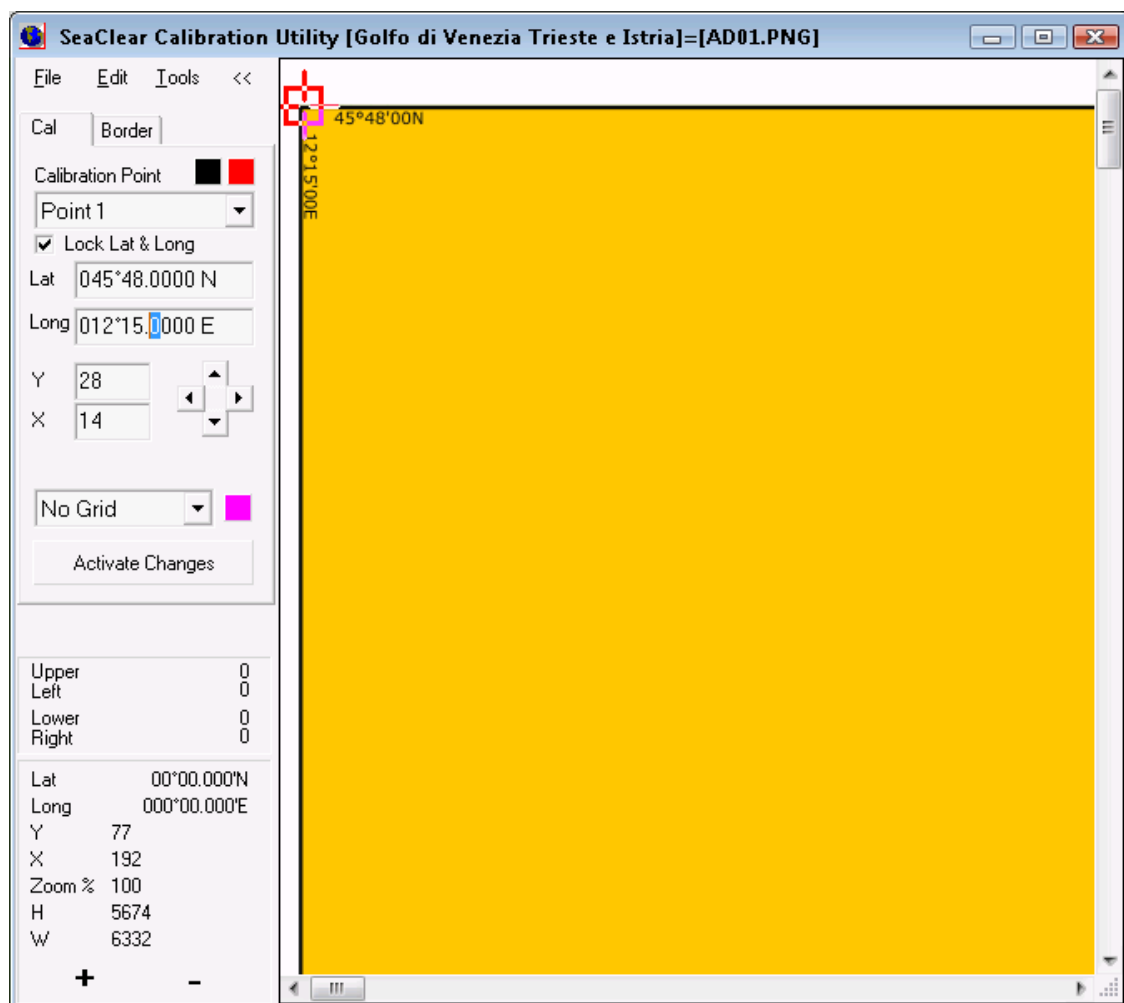 SeaClear Calibration Utility [Golfo di Venezia Trieste e Istria]=[AD01.PNG]
File Edit Tools <<
Cal Border
Calibration Point
Point 1
Lock Lat & Long
Lat 045°48.0000 N
Long 012°15.0000 E
Y 28
X 14
No Grid
Activate Changes
Upper 0
Left 0
Lower 0
Right 0
Lat 00°00.000'N
Long 000°00.000'E
Y 77
X 192
Zoom % 100
H 5674
W 6332
+ -
45°48'00N
12°15'00E